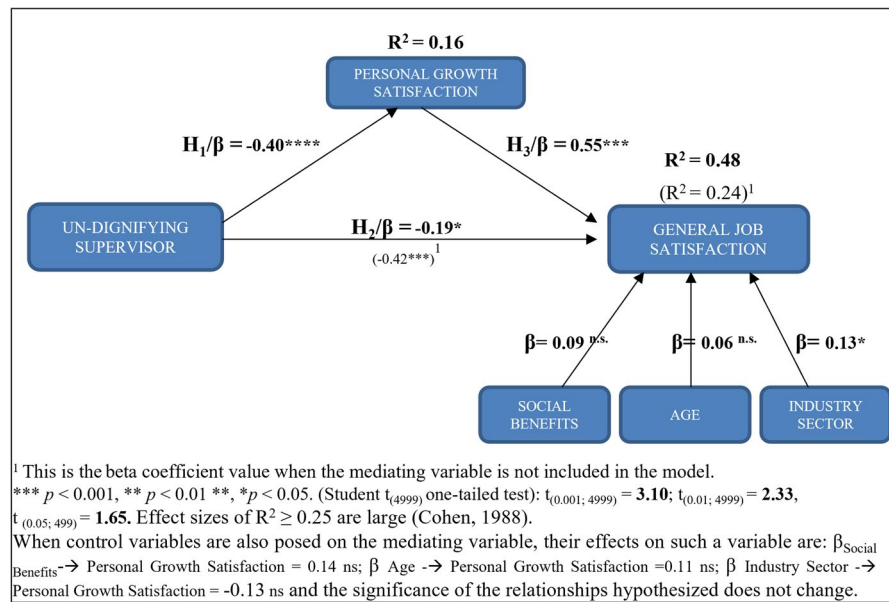 R² = 0.16
PERSONAL GROWTH
SATISFACTION
H₁/β = -0.40****
H₃/β = 0.55***
R² = 0.48
(R² = 0.24)¹
UN-DIGNIFYING
SUPERVISOR
H₂/β = -0.19*
(-0.42***)¹
GENERAL JOB
SATISFACTION
β= 0.09 n.s.
β= 0.06 n.s.
β= 0.13*
SOCIAL
BENEFITS
AGE
INDUSTRY
SECTOR
¹ This is the beta coefficient value when the mediating variable is not included in the model.
*** p < 0.001, ** p < 0.01 **, *p < 0.05. (Student t(4999) one-tailed test): t(0.001; 4999) = 3.10; t(0.01; 4999) = 2.33,
t (0.05; 499) = 1.65. Effect sizes of R² ≥ 0.25 are large (Cohen, 1988).
When control variables are also posed on the mediating variable, their effects on such a variable are: βSocial
Benefits-→ Personal Growth Satisfaction = 0.14 ns; β Age -→ Personal Growth Satisfaction =0.11 ns; β Industry Sector -→
Personal Growth Satisfaction = -0.13 ns and the significance of the relationships hypothesized does not change.